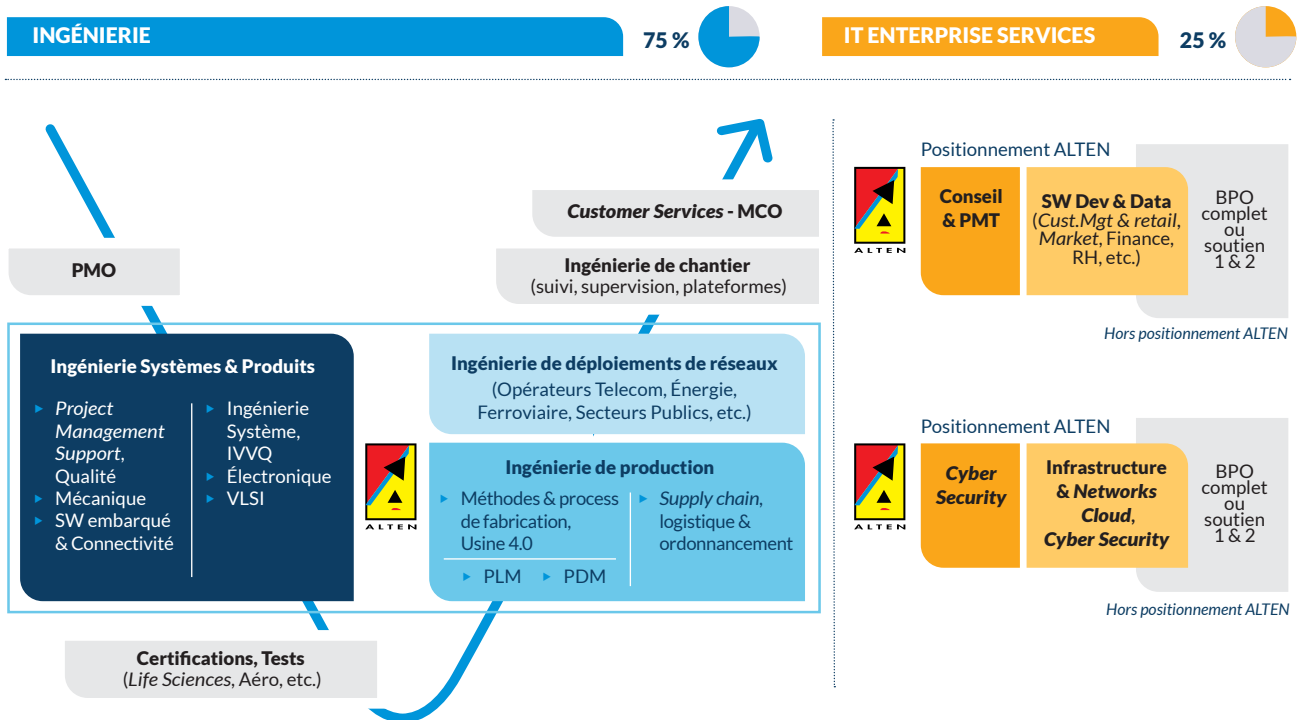 INGÉNIERIE
75 %
IT ENTERPRISE SERVICES
25 %
PMO
Customer Services - MCO
Ingénierie de chantier
(suivi, supervision, plateformes)
Ingénierie Systèmes & Produits
▸ Project
Management
Support,
Qualité
▸ Mécanique
▸ SW embarqué
& Connectivité
▸ Ingénierie
Système,
IVVQ
▸ Électronique
▸ VLSI
ALTEN
Ingénierie de déploiements de réseaux
(Opérateurs Telecom, Énergie,
Ferroviaire, Secteurs Publics, etc.)
Ingénierie de production
▸ Méthodes & process
de fabrication,
Usine 4.0
▸ PLM ▸ PDM
▸ Supply chain,
logistique &
ordonnancement
Certifications, Tests
(Life Sciences, Aéro, etc.)
Positionnement ALTEN
ALTEN
Conseil
& PMT
SW Dev & Data
(Cust.Mgt & retail,
Market, Finance,
RH, etc.)
BPO
complet
ou
soutien
1 & 2
Hors positionnement ALTEN
Positionnement ALTEN
ALTEN
Cyber
Security
Infrastructure
& Networks
Cloud,
Cyber Security
BPO
complet
ou
soutien
1 & 2
Hors positionnement ALTEN